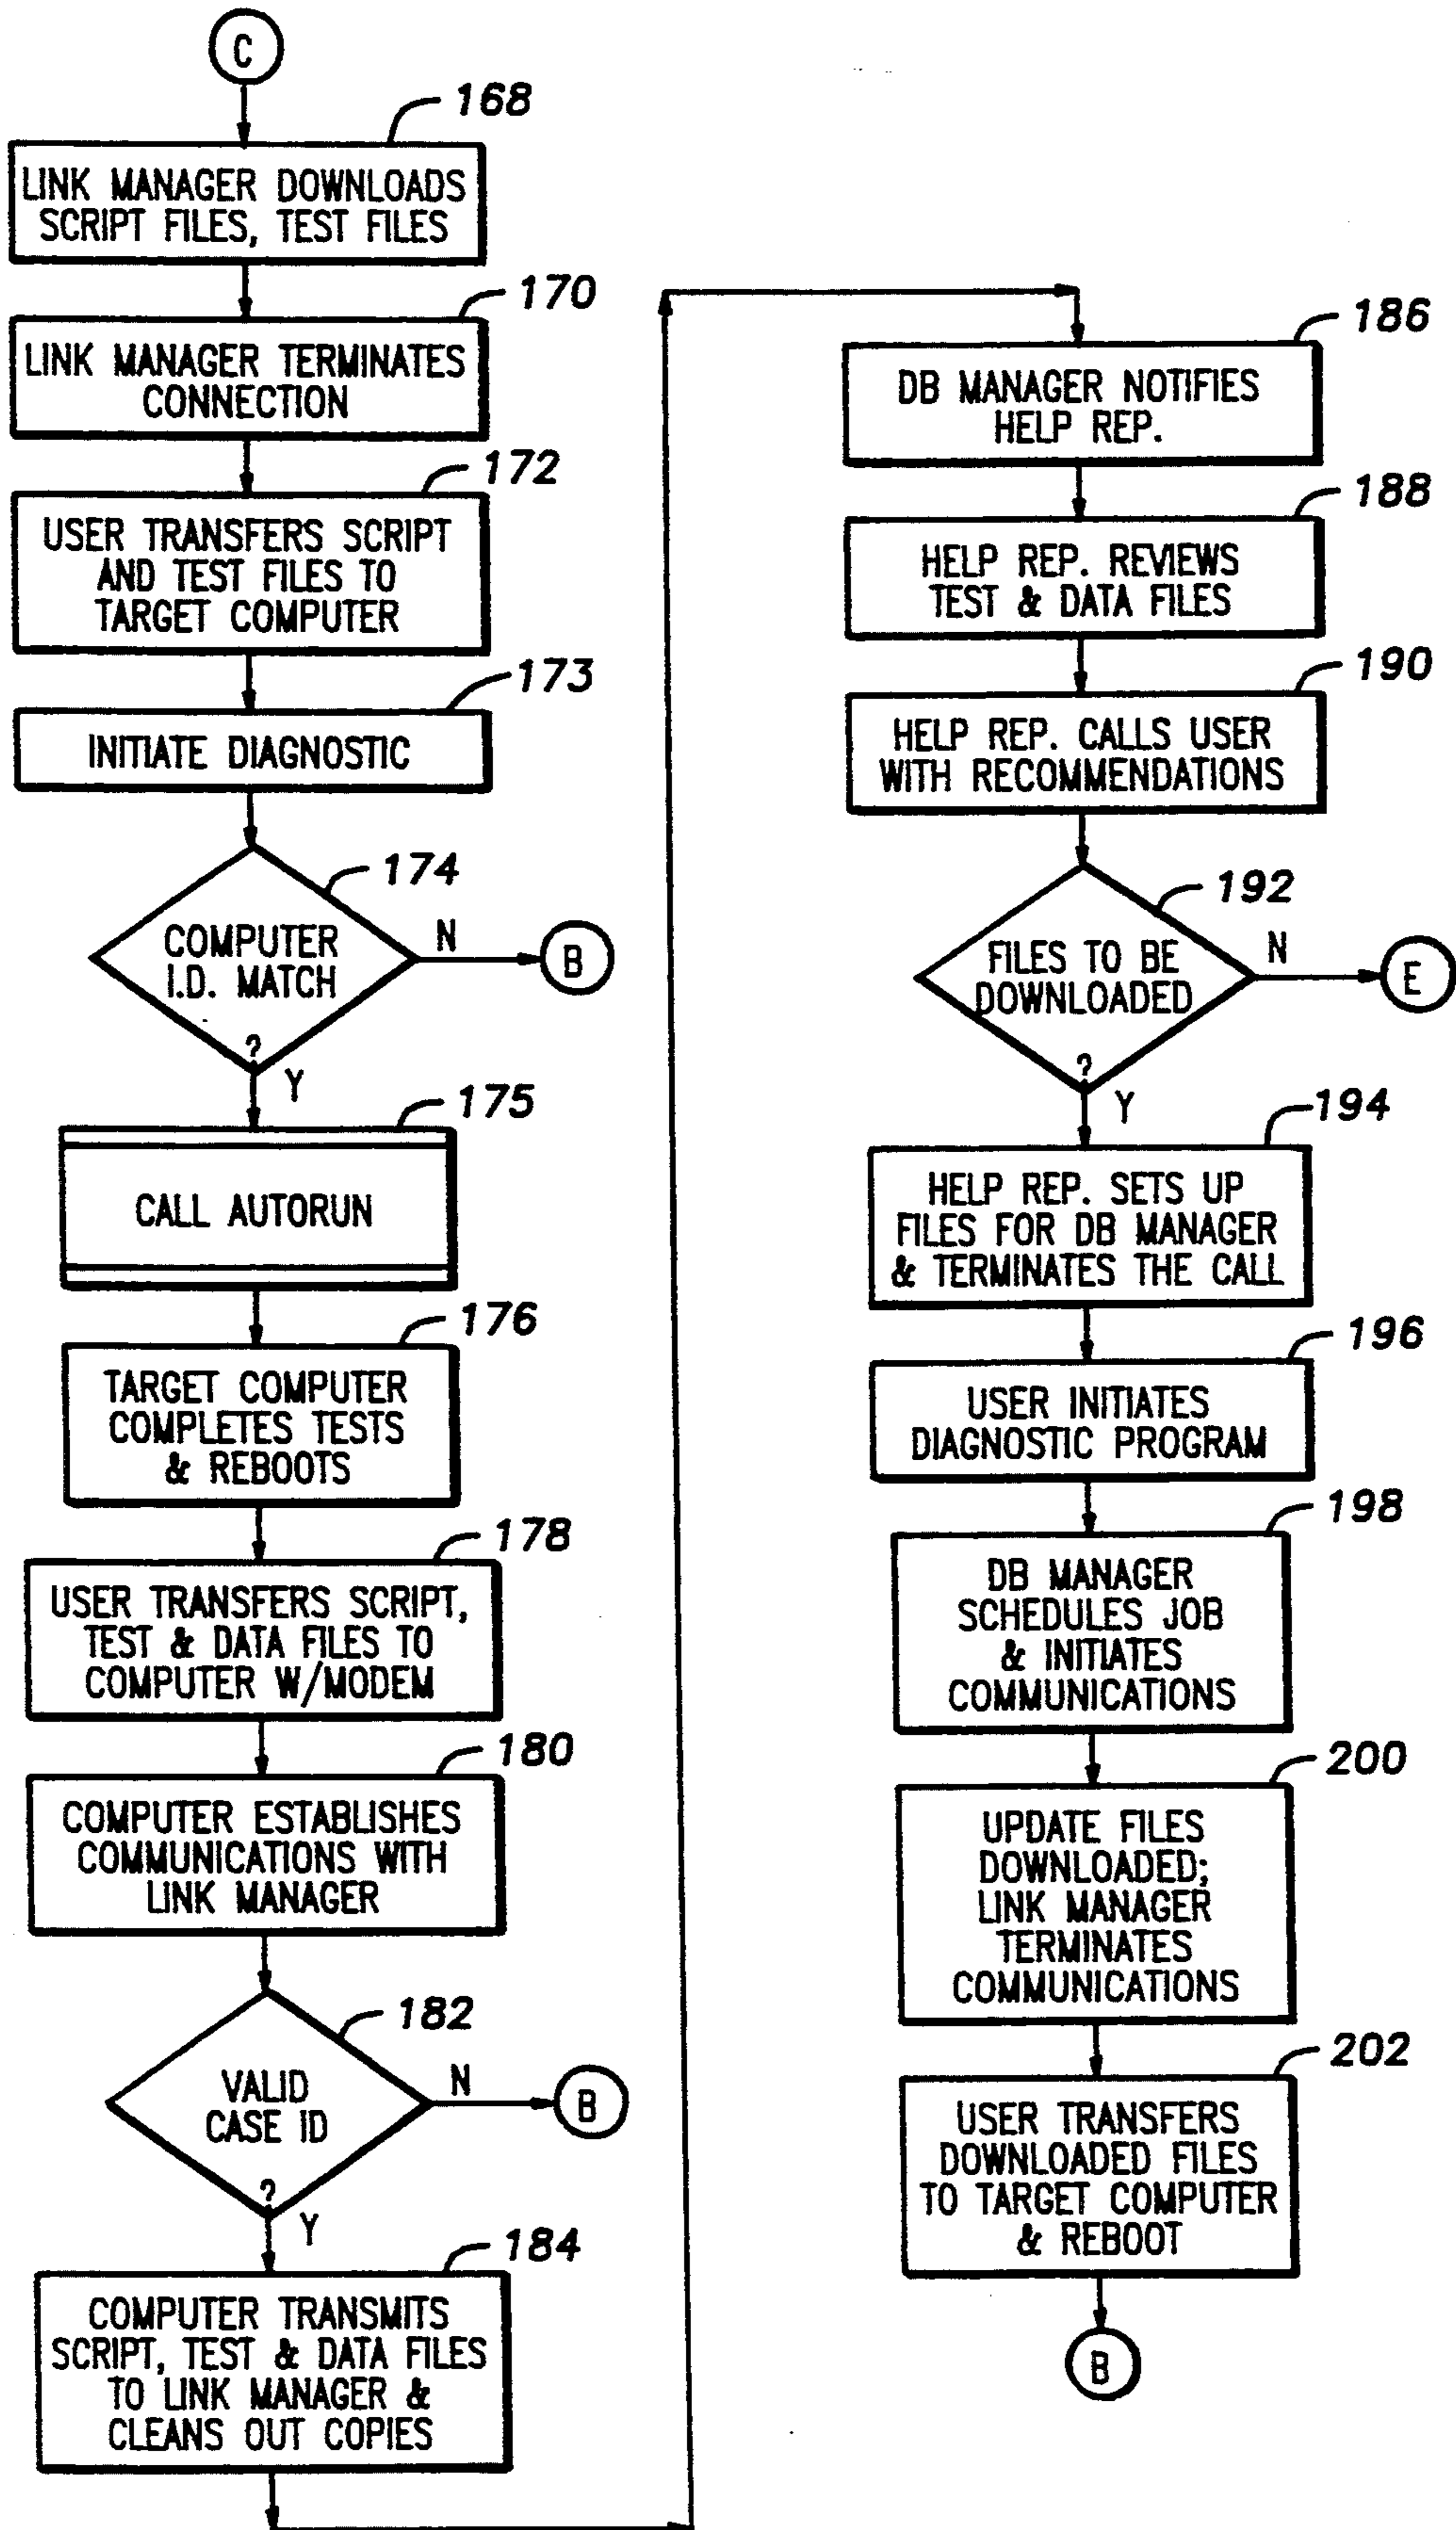 C
168
LINK MANAGER DOWNLOADS
SCRIPT FILES, TEST FILES
170
LINK MANAGER TERMINATES
CONNECTION
172
USER TRANSFERS SCRIPT
AND TEST FILES TO
TARGET COMPUTER
173
INITIATE DIAGNOSTIC
174
COMPUTER
I.D. MATCH
?
N
B
Y
175
CALL AUTORUN
176
TARGET COMPUTER
COMPLETES TESTS
& REBOOTS
178
USER TRANSFERS SCRIPT,
TEST & DATA FILES TO
COMPUTER W/MODEM
180
COMPUTER ESTABLISHES
COMMUNICATIONS WITH
LINK MANAGER
182
VALID
CASE ID
?
N
B
Y
184
COMPUTER TRANSMITS
SCRIPT, TEST & DATA FILES
TO LINK MANAGER &
CLEANS OUT COPIES
186
DB MANAGER NOTIFIES
HELP REP.
188
HELP REP. REVIEWS
TEST & DATA FILES
190
HELP REP. CALLS USER
WITH RECOMMENDATIONS
192
FILES TO BE
DOWNLOADED
?
N
E
Y
194
HELP REP. SETS UP
FILES FOR DB MANAGER
& TERMINATES THE CALL
196
USER INITIATES
DIAGNOSTIC PROGRAM
198
DB MANAGER
SCHEDULES JOB
& INITIATES
COMMUNICATIONS
200
UPDATE FILES
DOWNLOADED;
LINK MANAGER
TERMINATES
COMMUNICATIONS
202
USER TRANSFERS
DOWNLOADED FILES
TO TARGET COMPUTER
& REBOOT
B